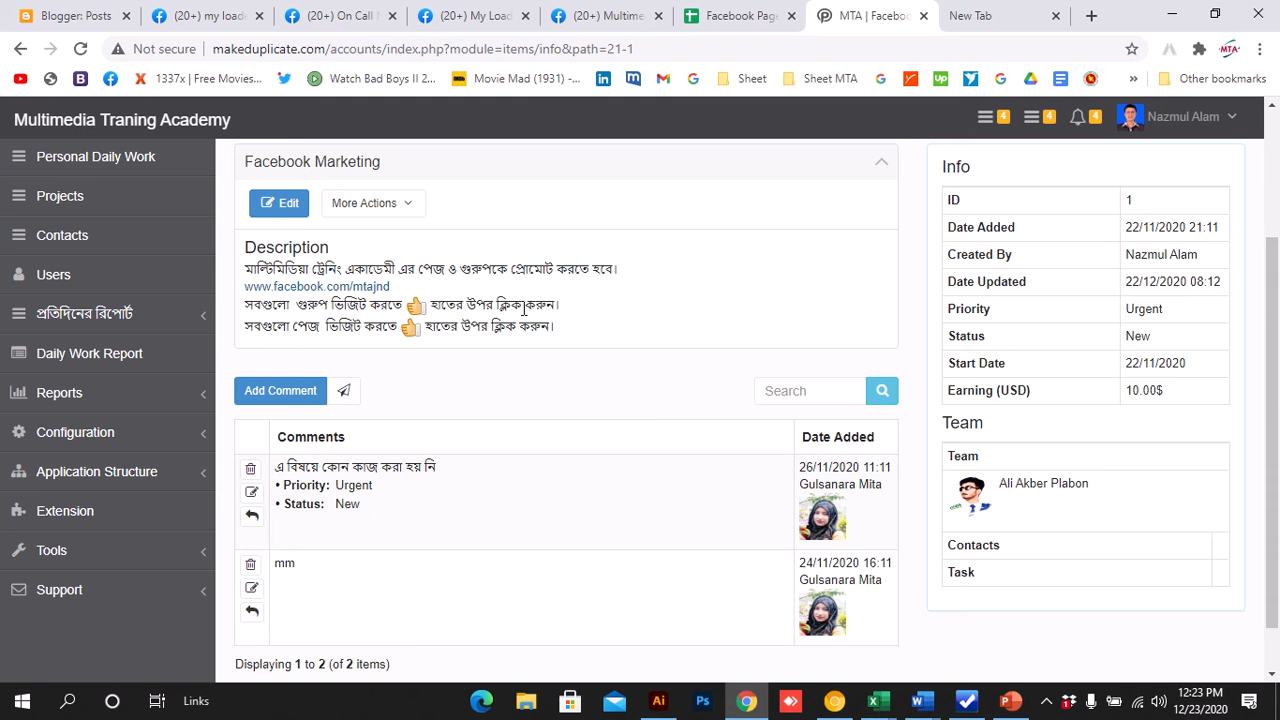 Blogger: Posts
(20+) my load
(20+) On Call
(20+) My Load
(20+) Multime
Facebook Page
MTA | Facebo
New Tab
Not secure
makeduplicate.com/accounts/index.php?module=items/info&path=21-1
1337x | Free Movies...
Watch Bad Boys II 2...
Movie Mad (1931) -...
Sheet
Sheet MTA
Other bookmarks
Multimedia Traning Academy
4
4
4
Nazmul Alam
Personal Daily Work
Projects
Contacts
Users
প্রতিদিনের রিপোর্ট
Daily Work Report
Reports
Configuration
Application Structure
Extension
Tools
Support
Facebook Marketing
Edit
More Actions
Description
মাল্টিমিডিয়া ট্রেনিং একাডেমী এর পেজ ও গুরুপকে প্রোমোট করতে হবে।
www.facebook.com/mtajnd
সবগুলো গুরুপ ভিজিট করতে 👍 হাতের উপর ক্লিক করুন।
সবগুলো পেজ ভিজিট করতে 👍 হাতের উপর ক্লিক করুন।
Add Comment
Search
Comments Date Added
এ বিষয়ে কোন কাজ করা হয় নি
• Priority: Urgent
• Status: New
26/11/2020 11:11
Gulsanara Mita
mm
24/11/2020 16:11
Gulsanara Mita
Displaying 1 to 2 (of 2 items)
Info
ID 1
Date Added 22/11/2020 21:11
Created By Nazmul Alam
Date Updated 22/12/2020 08:12
Priority Urgent
Status New
Start Date 22/11/2020
Earning (USD) 10.00$
Team
Team
Ali Akber Plabon
Contacts
Task
Links
12:23 PM
12/23/2020